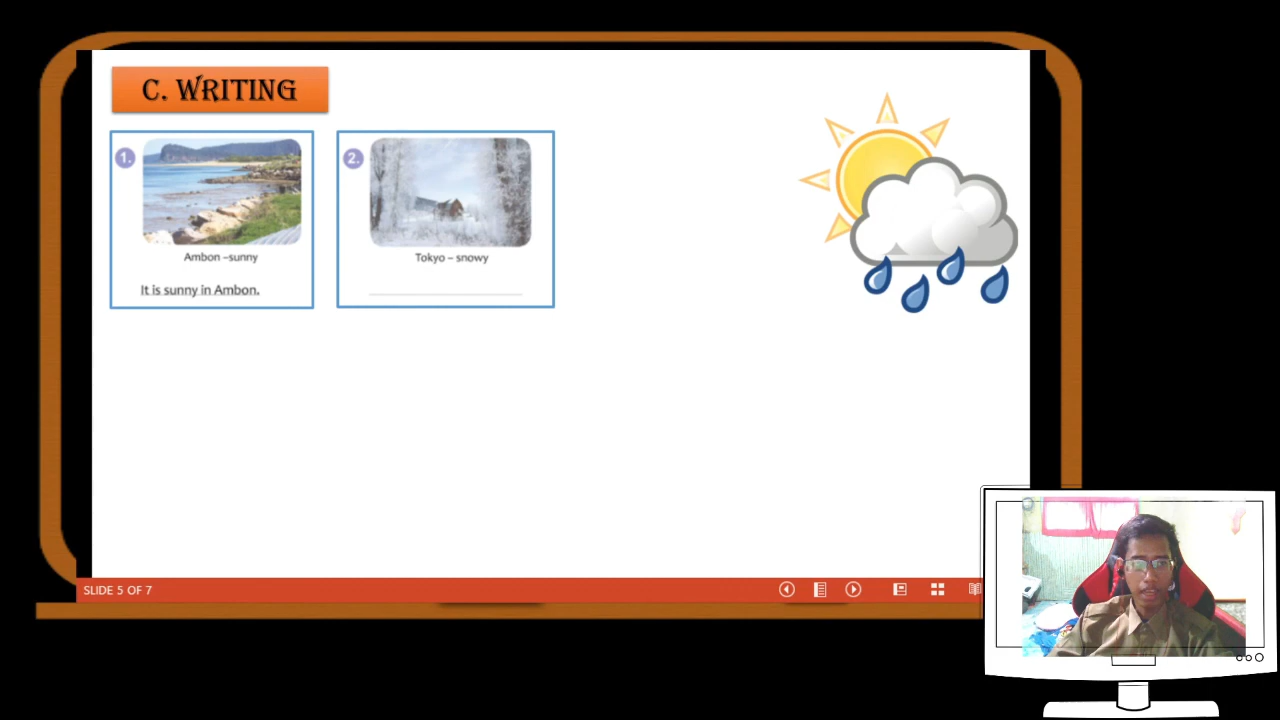 C. WRITING
1.
Ambon –sunny
It is sunny in Ambon.
2.
Tokyo – snowy
SLIDE 5 OF 7